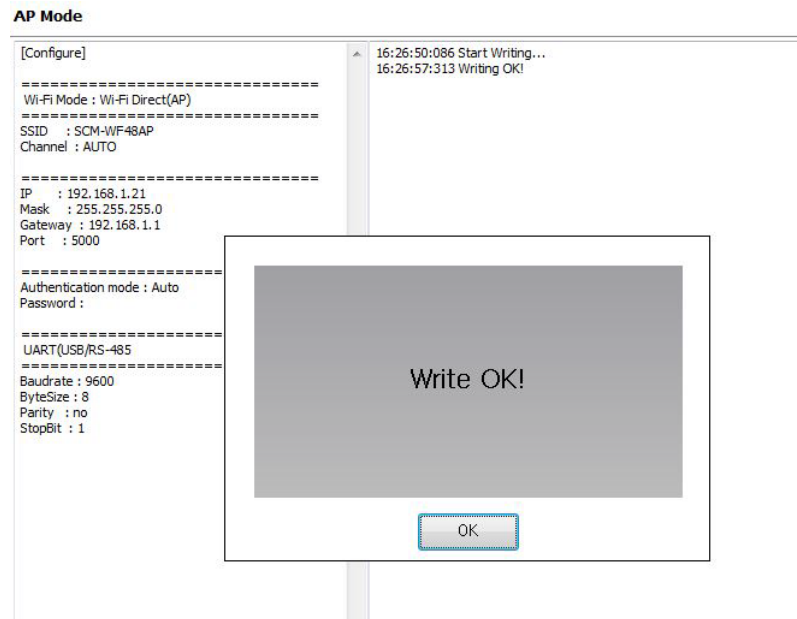 AP Mode
[Configure]
===============================
Wi-Fi Mode : Wi-Fi Direct(AP)
===============================
SSID : SCM-WF48AP
Channel : AUTO
===============================
IP : 192.168.1.21
Mask : 255.255.255.0
Gateway : 192.168.1.1
Port : 5000
=====================
Authentication mode : Auto
Password :
=====================
UART(USB/RS-485
=====================
Baudrate : 9600
ByteSize : 8
Parity : no
StopBit : 1
16:26:50:086 Start Writing...
16:26:57:313 Writing OK!
Write OK!
OK